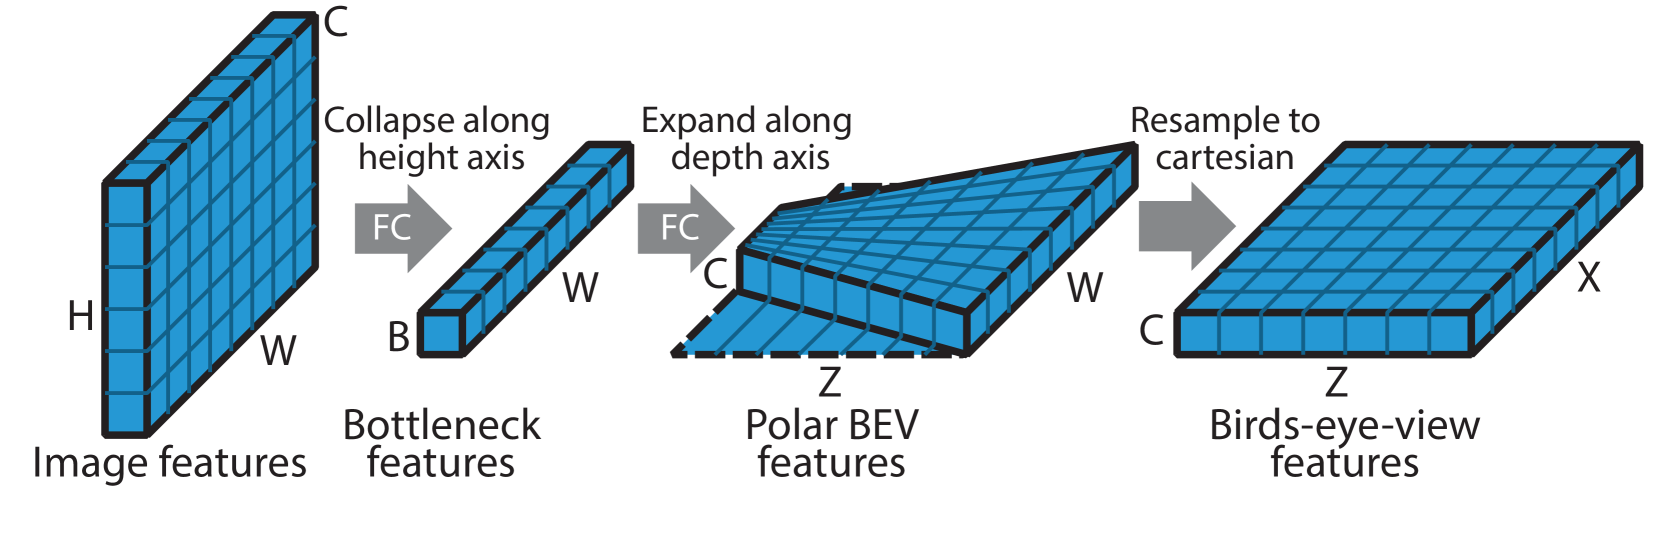 C
H
W
Image features
Collapse along
height axis
FC
B
W
Bottleneck
features
Expand along
depth axis
FC
C
W
Z
Polar BEV
features
Resample to
cartesian
C
X
Z
Birds-eye-view
features